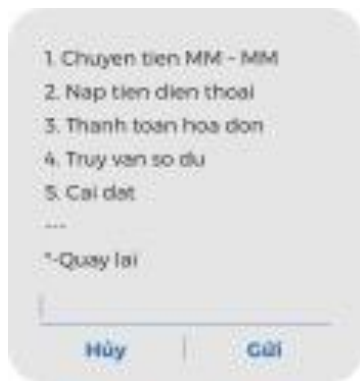 1. Chuyen tien MM - MM
2. Nap tien dien thoai
3. Thanh toan hoa don
4. Truy van so du
5. Cai dat
---
*-Quay lai
Hủy
Gửi